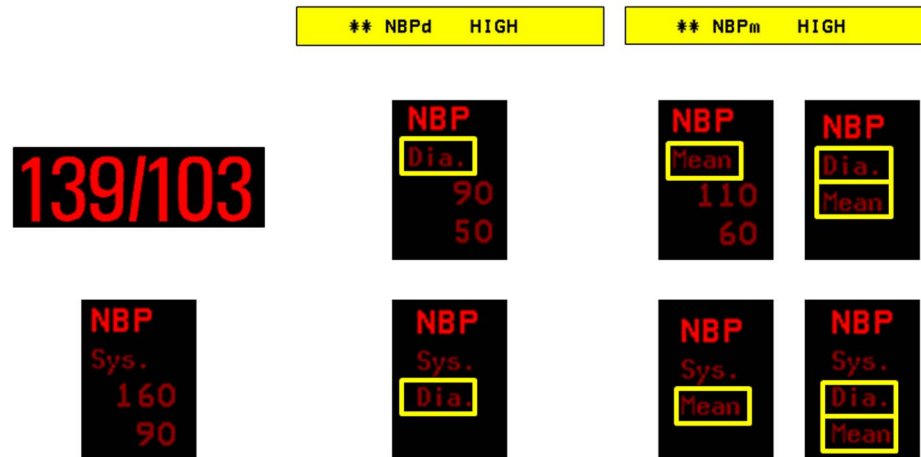 ** NBPd HIGH
** NBPm HIGH
139/103
NBP
Dia.
90
50
NBP
Mean
110
60
NBP
Dia.
Mean
NBP
Sys.
160
90
NBP
Sys.
Dia.
NBP
Sys.
Mean
NBP
Sys.
Dia.
Mean